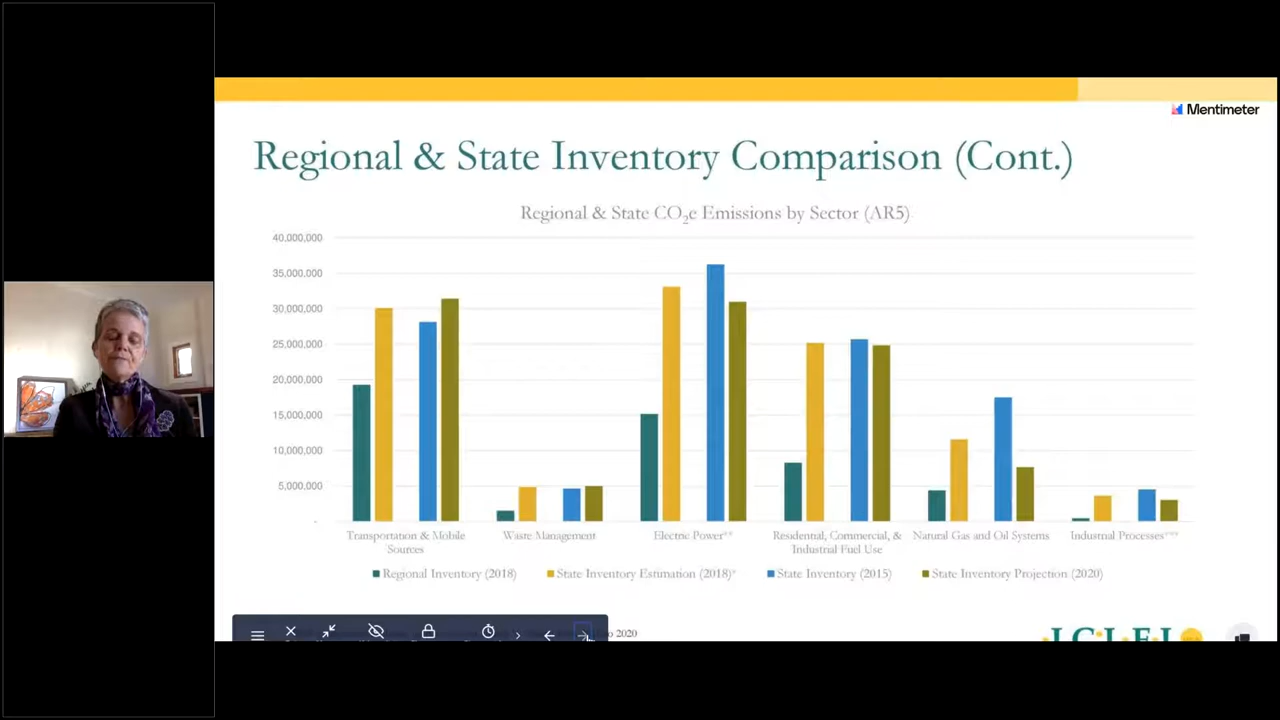 Mentimeter
Regional & State Inventory Comparison (Cont.)
Regional & State CO₂e Emissions by Sector (AR5)
40,000,000
35,000,000
30,000,000
25,000,000
20,000,000
15,000,000
10,000,000
5,000,000
-
Transportation & Mobile
Sources
Waste Management
Electric Power**
Residential, Commercial, &
Industrial Fuel Use
Natural Gas and Oil Systems
Industrial Processes***
Regional Inventory (2018)
State Inventory Estimation (2018)*
State Inventory (2015)
State Inventory Projection (2020)
2020
I.C.L.E.I